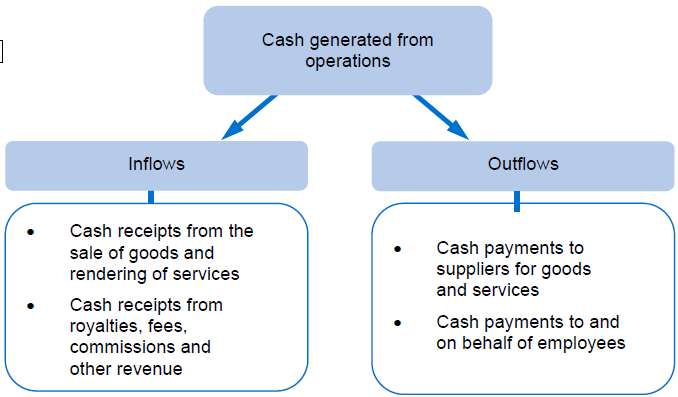 Cash generated from
operations
Inflows
Outflows
• Cash receipts from the
sale of goods and
rendering of services
• Cash receipts from
royalties, fees,
commissions and
other revenue
• Cash payments to
suppliers for goods
and services
• Cash payments to and
on behalf of employees